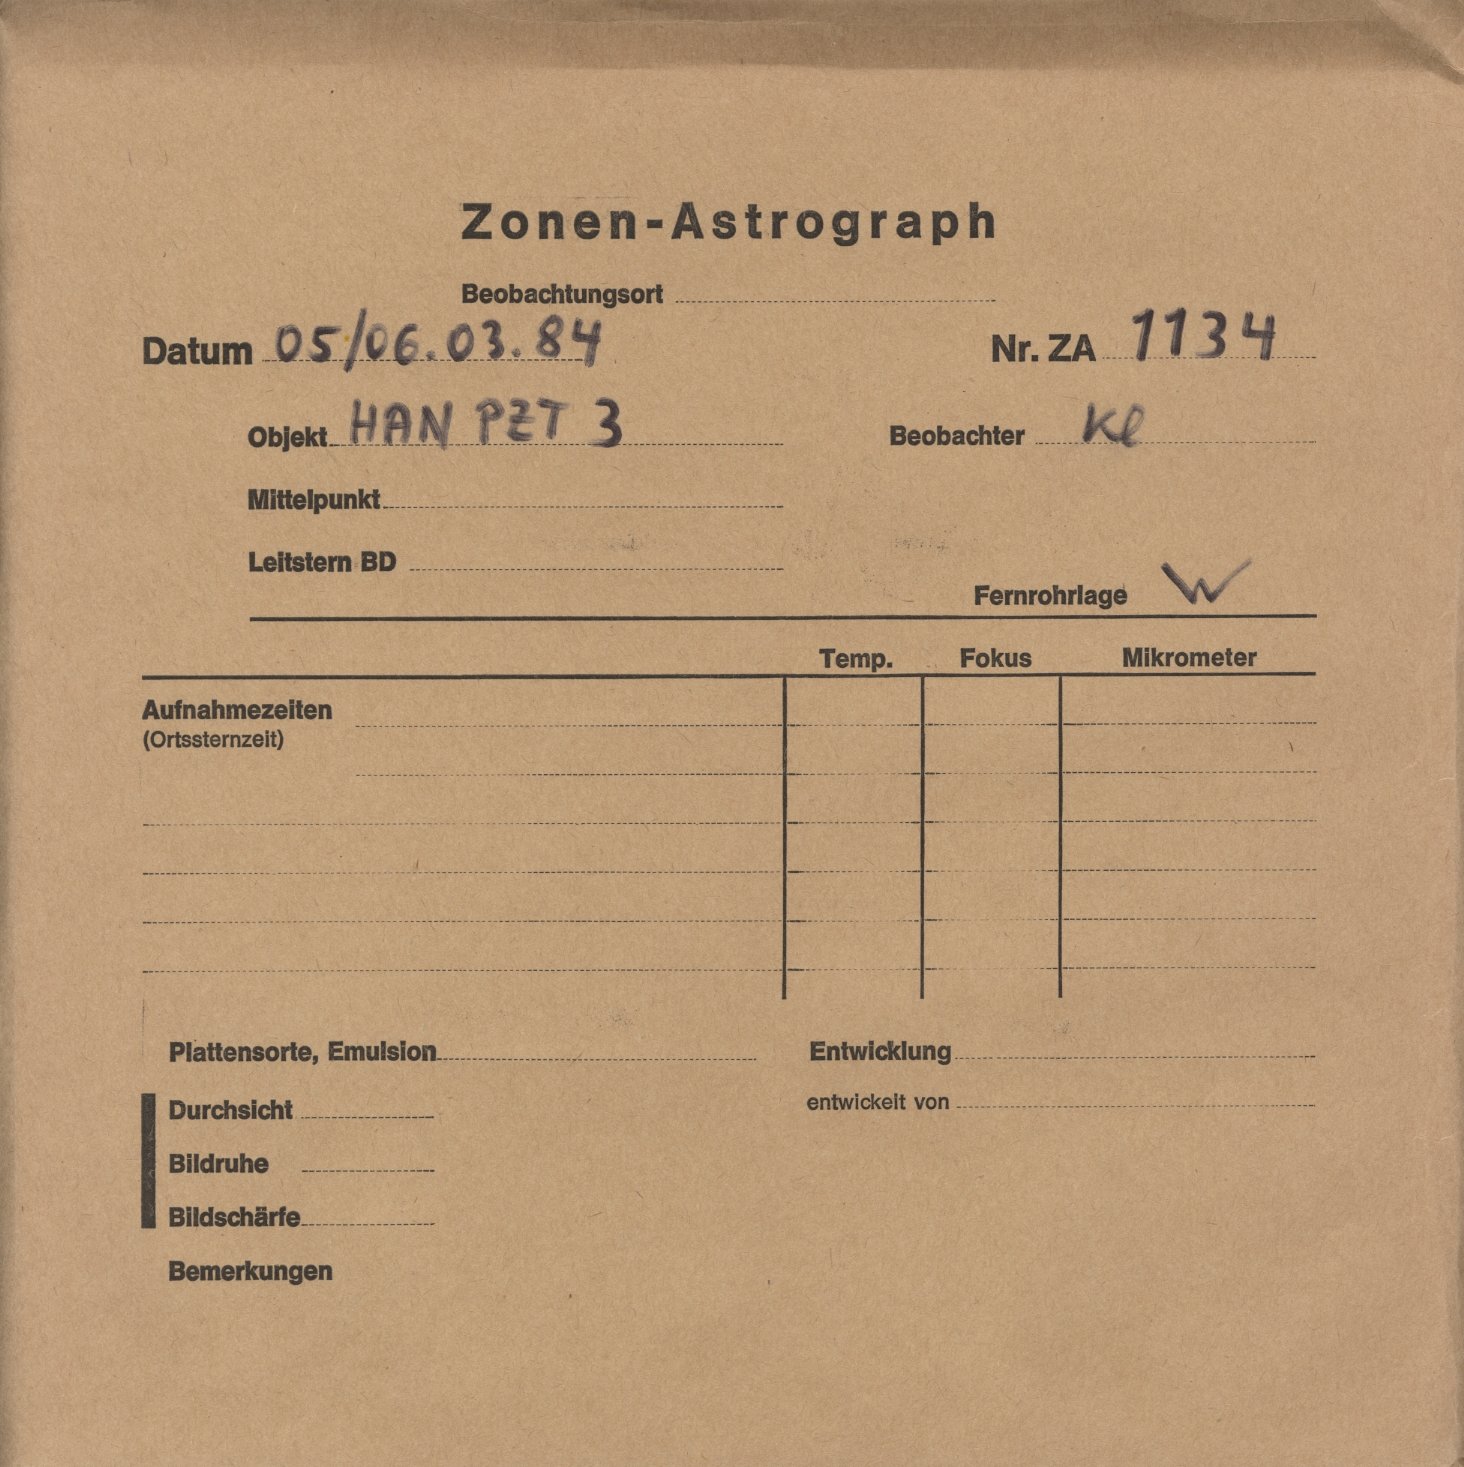 Zonen-Astrograph
Beobachtungsort
Datum 05/06.03.84 Nr. ZA 1134
Objekt HAN PZT 3 Beobachter Kl
Mittelpunkt
Leitstern BD
Fernrohrlage W
Temp. Fokus Mikrometer
Aufnahmezeiten
(Ortssternzeit)
Plattensorte, Emulsion Entwicklung
Durchsicht entwickelt von
Bildruhe
Bildschärfe
Bemerkungen